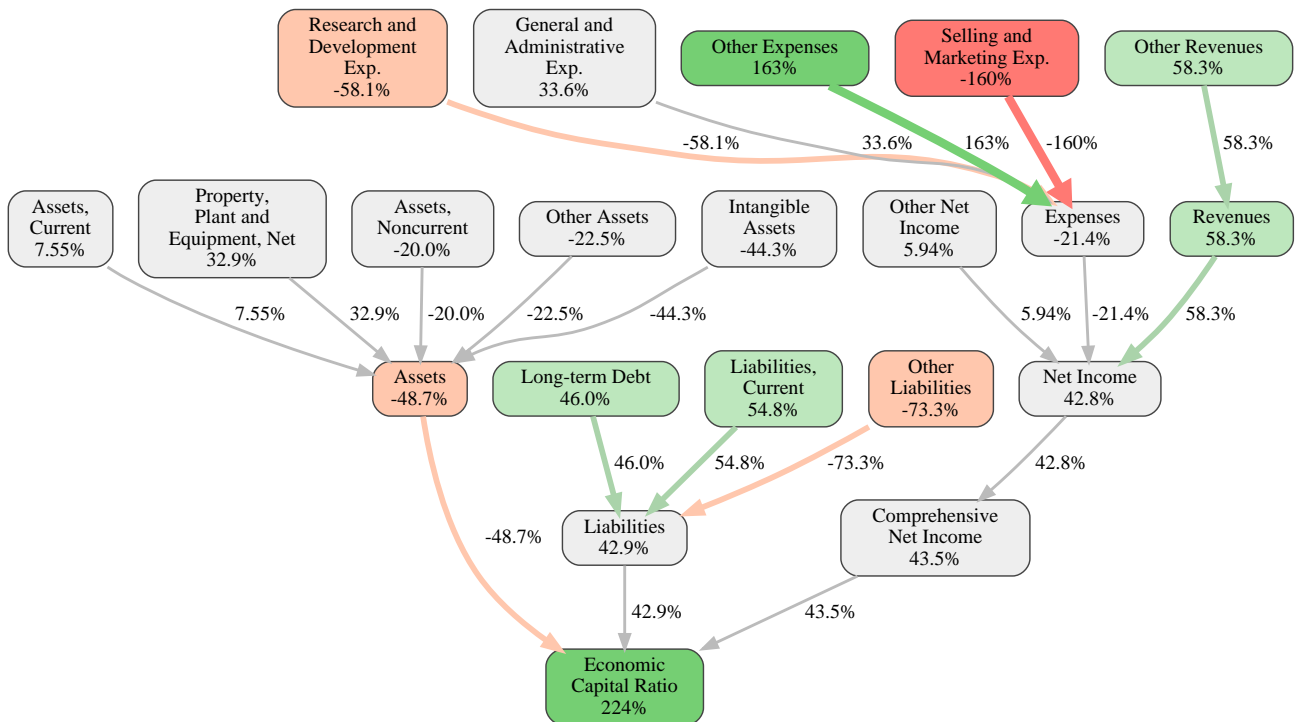 Research and
Development
Exp.
-58.1%
General and
Administrative
Exp.
33.6%
Other Expenses
163%
Selling and
Marketing Exp.
-160%
Other Revenues
58.3%
-58.1%
33.6%
163%
-160%
58.3%
Assets,
Current
7.55%
Property,
Plant and
Equipment, Net
32.9%
Assets,
Noncurrent
-20.0%
Other Assets
-22.5%
Intangible
Assets
-44.3%
Other Net
Income
5.94%
Expenses
-21.4%
Revenues
58.3%
7.55%
32.9%
-20.0%
-22.5%
-44.3%
5.94%
-21.4%
58.3%
Assets
-48.7%
Long-term Debt
46.0%
Liabilities,
Current
54.8%
Other
Liabilities
-73.3%
Net Income
42.8%
46.0%
54.8%
-73.3%
42.8%
-48.7%
Liabilities
42.9%
Comprehensive
Net Income
43.5%
42.9%
43.5%
Economic
Capital Ratio
224%